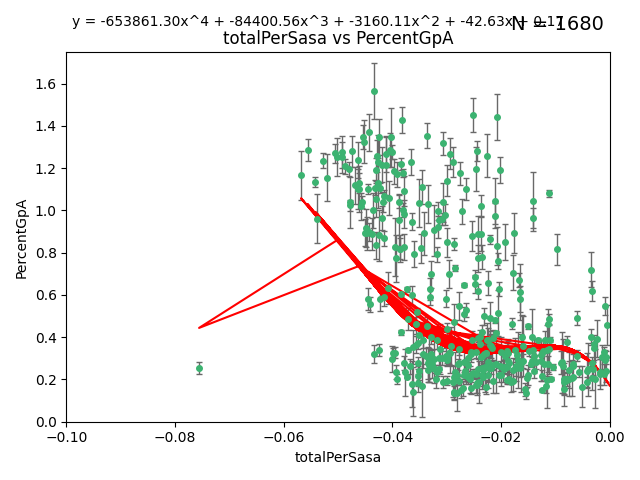 y = -653861.30x^4 + -84400.56x^3 + -3160.11x^2 + -42.63x + 0.17
N = 1680
totalPerSasa vs PercentGpA
PercentGpA
1.6
1.4
1.2
1.0
0.8
0.6
0.4
0.2
0.0
−0.10 −0.08 −0.06 −0.04 −0.02 0.00
totalPerSasa